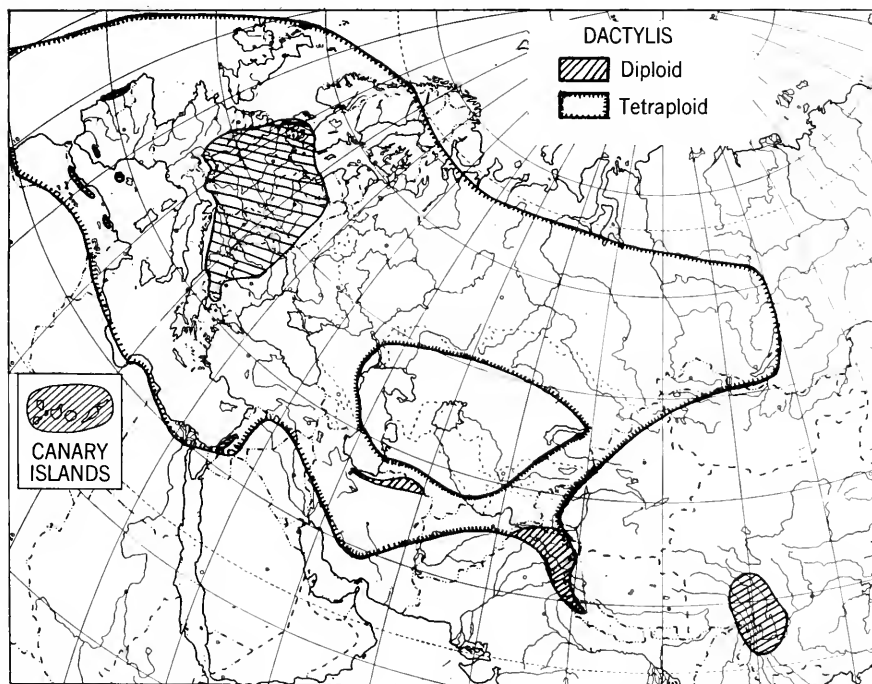 DACTYLIS
Diploid
Tetraploid
CANARY
ISLANDS